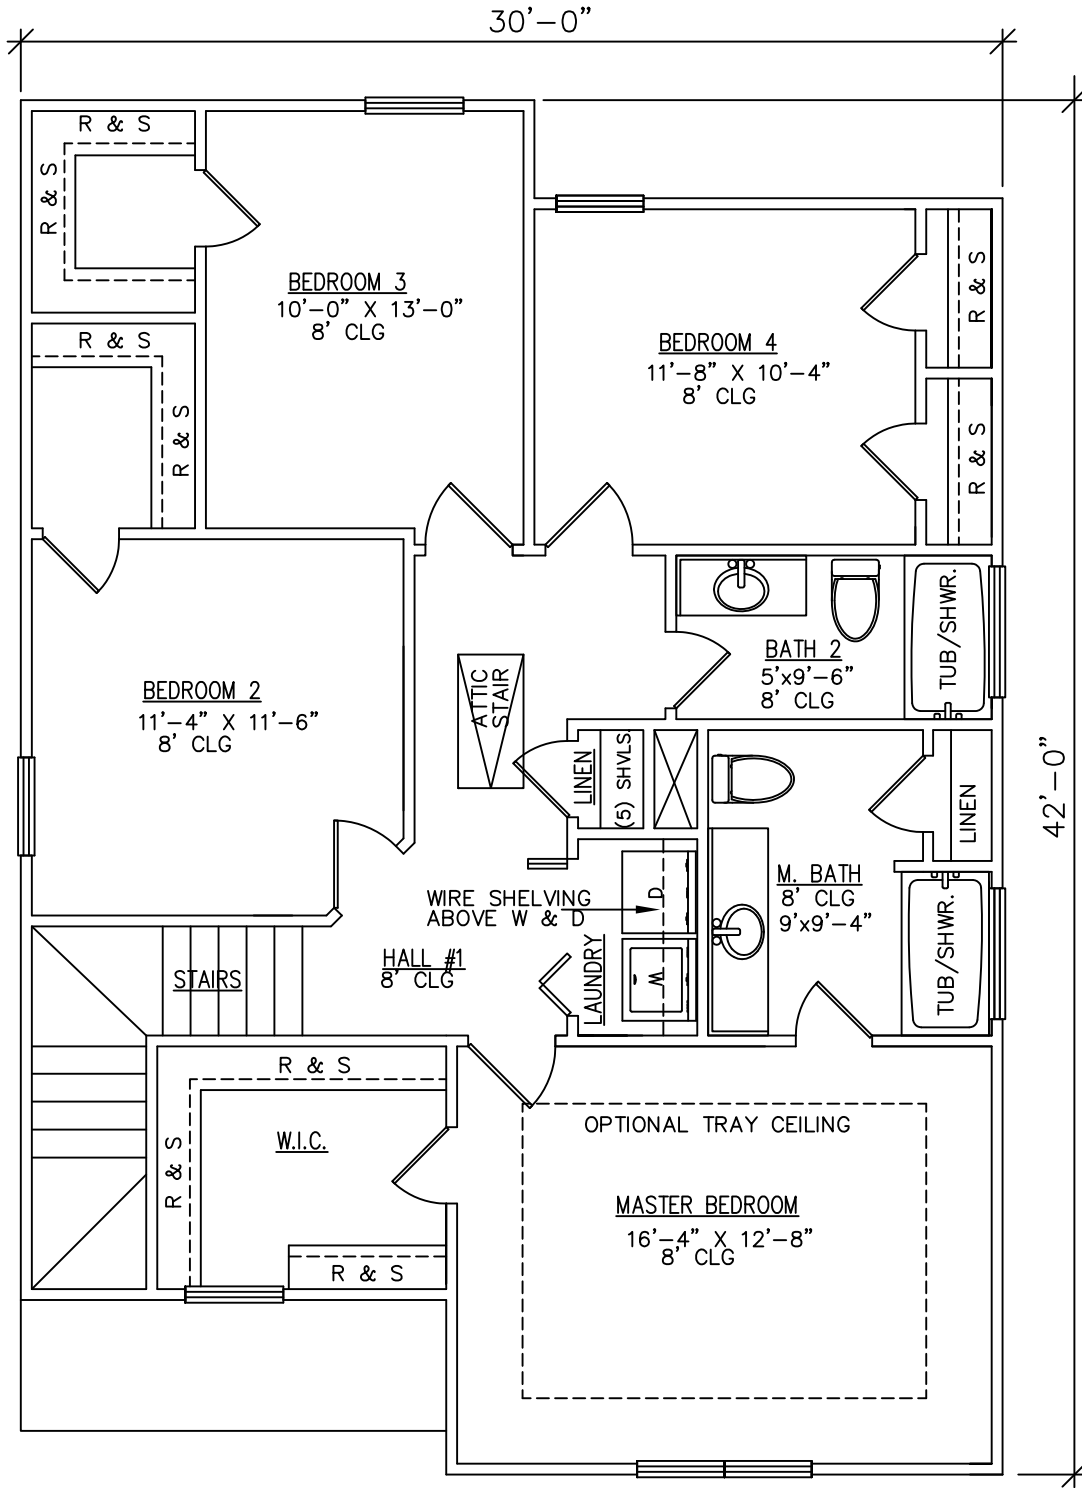 30'-0"
R & S
R & S
BEDROOM 3
10'-0" X 13'-0"
8' CLG
R & S
R & S
BEDROOM 4
11'-8" X 10'-4"
8' CLG
R & S
R & S
BEDROOM 2
11'-4" X 11'-6"
8' CLG
ATTIC
STAIR
BATH 2
5'x9'-6"
8' CLG
TUB/SHWR.
LINEN
(5) SHVLS.
LINEN
42'-0"
M. BATH
8' CLG
9'x9'-4"
TUB/SHWR.
WIRE SHELVING
ABOVE W & D
D
W
LAUNDRY
HALL #1
8' CLG
STAIRS
R & S
R & S
W.I.C.
R & S
OPTIONAL TRAY CEILING
MASTER BEDROOM
16'-4" X 12'-8"
8' CLG